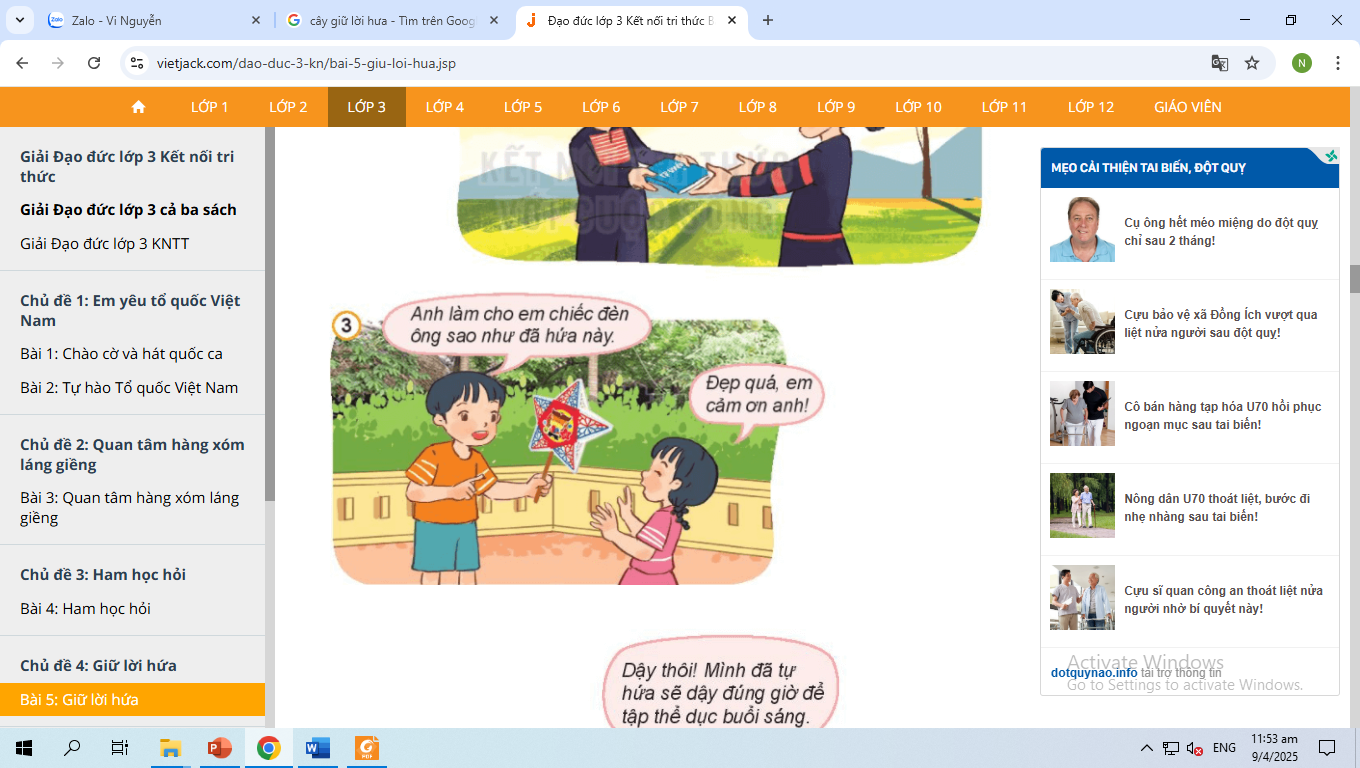 Zalo - Vi Nguyễn
cây giữ lời hưa - Tìm trên Goog
Đạo đức lớp 3 Kết nối tri thức B
vietjack.com/dao-duc-3-kn/bai-5-giu-loi-hua.jsp
N
LỚP 1
LỚP 2
LỚP 3
LỚP 4
LỚP 5
LỚP 6
LỚP 7
LỚP 8
LỚP 9
LỚP 10
LỚP 11
LỚP 12
GIÁO VIÊN
Giải Đạo đức lớp 3 Kết nối tri
thức
Giải Đạo đức lớp 3 cả ba sách
Giải Đạo đức lớp 3 KNTT
Chủ đề 1: Em yêu tổ quốc Việt
Nam
Bài 1: Chào cờ và hát quốc ca
Bài 2: Tự hào Tổ quốc Việt Nam
Chủ đề 2: Quan tâm hàng xóm
láng giềng
Bài 3: Quan tâm hàng xóm láng
giềng
Chủ đề 3: Ham học hỏi
Bài 4: Ham học hỏi
Chủ đề 4: Giữ lời hứa
Bài 5: Giữ lời hứa
KẾT NỐI TRI THỨC
VỚI CUỘC SỐNG
3
Anh làm cho em chiếc đèn
ông sao như đã hứa này.
Đẹp quá, em
cảm ơn anh!
Dậy thôi! Mình đã tự
hứa sẽ dậy đúng giờ để
tập thể dục buổi sáng.
MẸO CẢI THIỆN TAI BIẾN, ĐỘT QUỴ
Cụ ông hết méo miệng do đột quỵ
chỉ sau 2 tháng!
Cựu bảo vệ xã Đồng Ích vượt qua
liệt nửa người sau đột quỵ!
Cô bán hàng tạp hóa U70 hồi phục
ngoạn mục sau tai biến!
Nông dân U70 thoát liệt, bước đi
nhẹ nhàng sau tai biến!
Cựu sĩ quan công an thoát liệt nửa
người nhờ bí quyết này!
dotquynao.info tài trợ thông tin
Activate Windows
Go to Settings to activate Windows.
ENG
11:53 am
9/4/2025